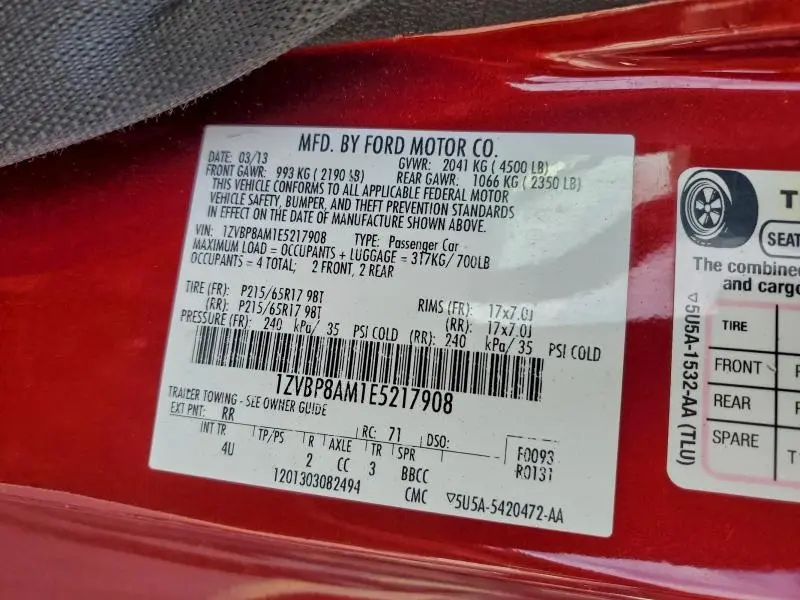 MFD. BY FORD MOTOR CO.
DATE: 03/13 GVWR: 2041 KG ( 4500 LB)
FRONT GAWR: 993 KG ( 2190 LB) REAR GAWR: 1066 KG ( 2350 LB)
THIS VEHICLE CONFORMS TO ALL APPLICABLE FEDERAL MOTOR
VEHICLE SAFETY, BUMPER, AND THEFT PREVENTION STANDARDS
IN EFFECT ON THE DATE OF MANUFACTURE SHOWN ABOVE.
VIN: 1ZVBP8AM1E5217908 TYPE: Passenger Car
MAXIMUM LOAD = OCCUPANTS + LUGGAGE = 317KG/ 700LB
OCCUPANTS = 4 TOTAL; 2 FRONT, 2 REAR
TIRE (FR): P215/65R17 98T RIMS (FR): 17x7.0J
(RR): P215/65R17 98T (RR): 17x7.0J
PRESSURE (FR): 240 kPa/ 35 PSI COLD (RR): 240 kPa/ 35 PSI COLD
1ZVBP8AM1E5217908
TRAILER TOWING - SEE OWNER GUIDE
EXT PNT: RR RC: 71 DSO: F0093
R0131
INT TR TP/PS R AXLE TR SPR
4U 2 CC 3 BBCC
1201303082494 CMC ▽5U5A-5420472-AA
T
SEAT
The combine
and cargo
TIRE
FRONT
REAR
SPARE T
▽5U5A-1532-AA (TLU)